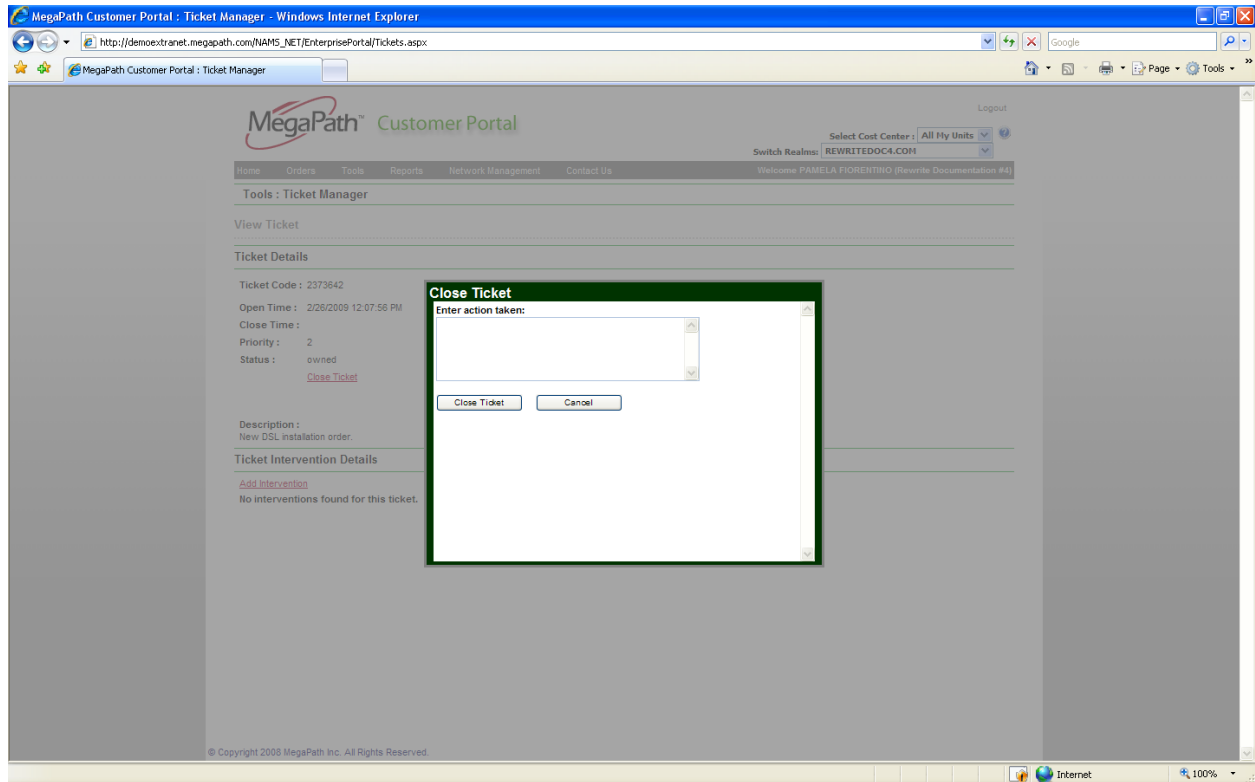 MegaPath Customer Portal : Ticket Manager - Windows Internet Explorer
http://demoextranet.megapath.com/NAMS_NET/EnterprisePortal/Tickets.aspx
Google
MegaPath Customer Portal : Ticket Manager
Page
Tools
»
Logout
MegaPath™ Customer Portal
Select Cost Center : All My Units
Switch Realms: REWRITEDOC4.COM
Home Orders Tools Reports Network Management Contact Us Welcome PAMELA FIORENTINO (Rewrite Documentation #4)
Tools : Ticket Manager
View Ticket
Ticket Details
Ticket Code : 2373642
Open Time : 2/26/2009 12:07:56 PM
Close Time :
Priority : 2
Status : owned
Close Ticket
Description :
New DSL installation order.
Ticket Intervention Details
Add Intervention
No interventions found for this ticket.
Close Ticket
Enter action taken:
Close Ticket Cancel
© Copyright 2008 MegaPath Inc. All Rights Reserved.
Internet 100%